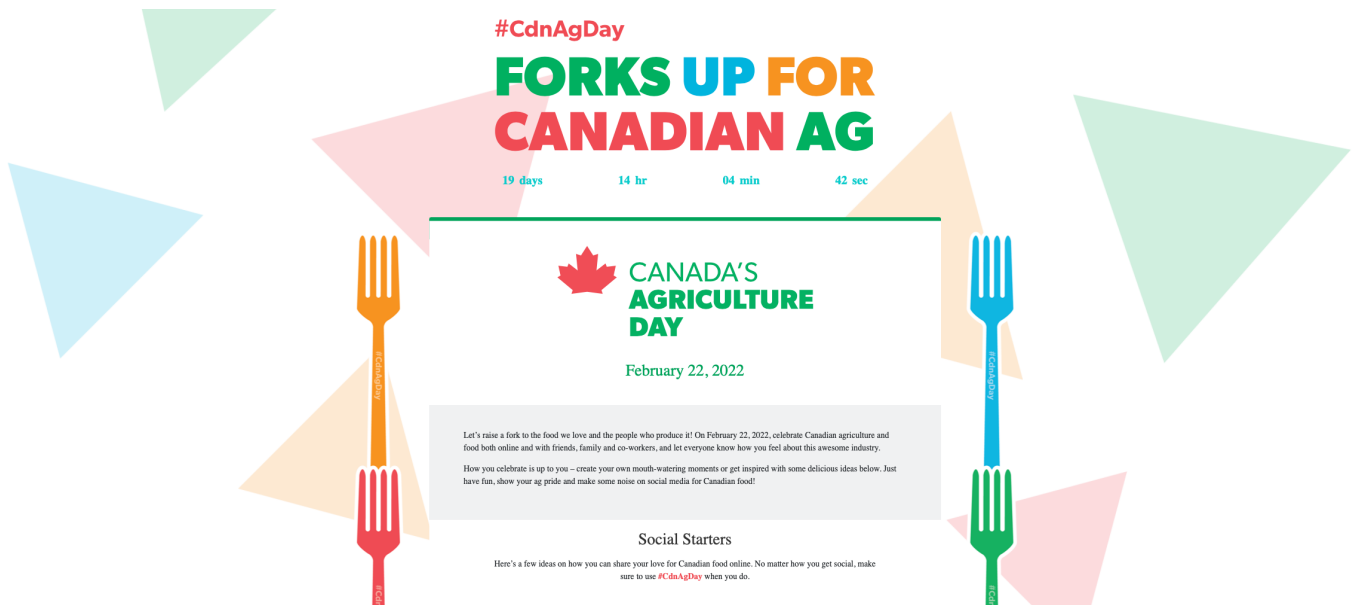 #CdnAgDay
FORKS UP FOR
CANADIAN AG
19 days 14 hr 04 min 42 sec
CANADA'S
AGRICULTURE
DAY
February 22, 2022
#CdnAgDay
#CdnAgDay
Let's raise a fork to the food we love and the people who produce it! On February 22, 2022, celebrate Canadian agriculture and
food both online and with friends, family and co-workers, and let everyone know how you feel about this awesome industry.
How you celebrate is up to you – create your own mouth-watering moments or get inspired with some delicious ideas below. Just
have fun, show your ag pride and make some noise on social media for Canadian food!
Social Starters
Here's a few ideas on how you can share your love for Canadian food online. No matter how you get social, make
sure to use #CdnAgDay when you do.
#Cdn
#Cdn